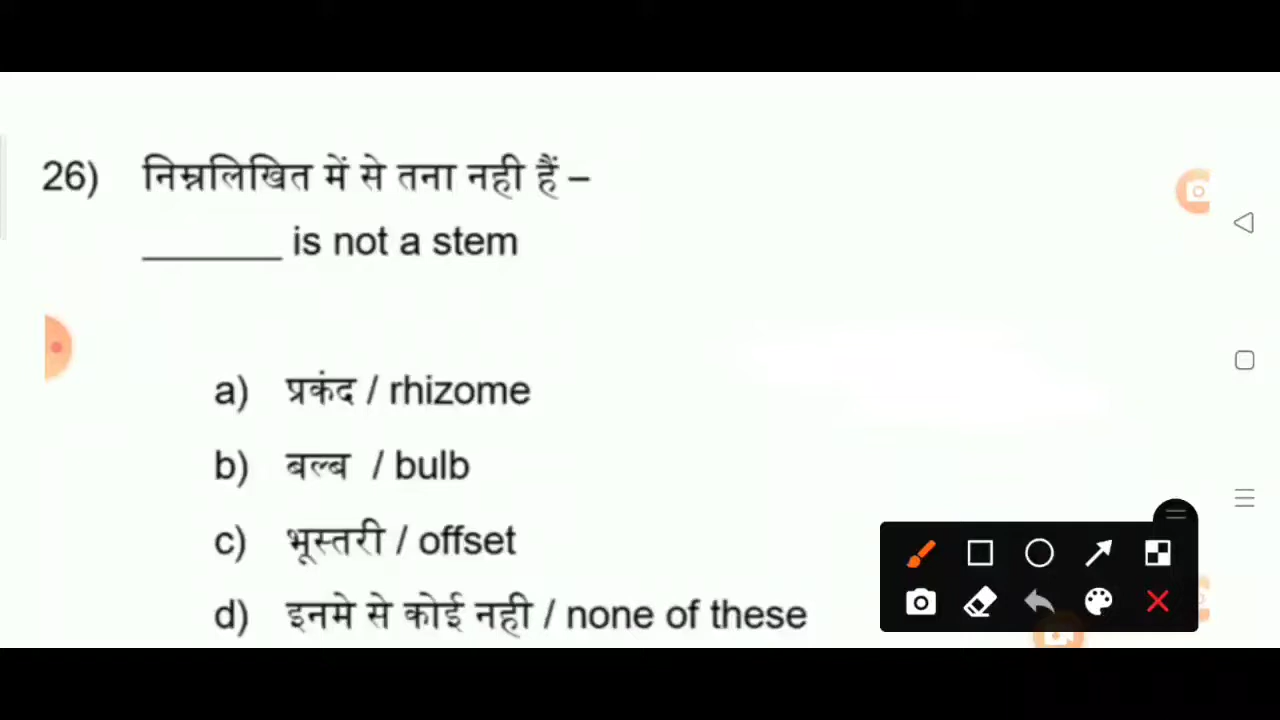 26) निम्नलिखित में से तना नही हैं –
_______ is not a stem
a) प्रकंद / rhizome
b) बल्ब / bulb
c) भूस्तरी / offset
d) इनमे से कोई नही / none of these